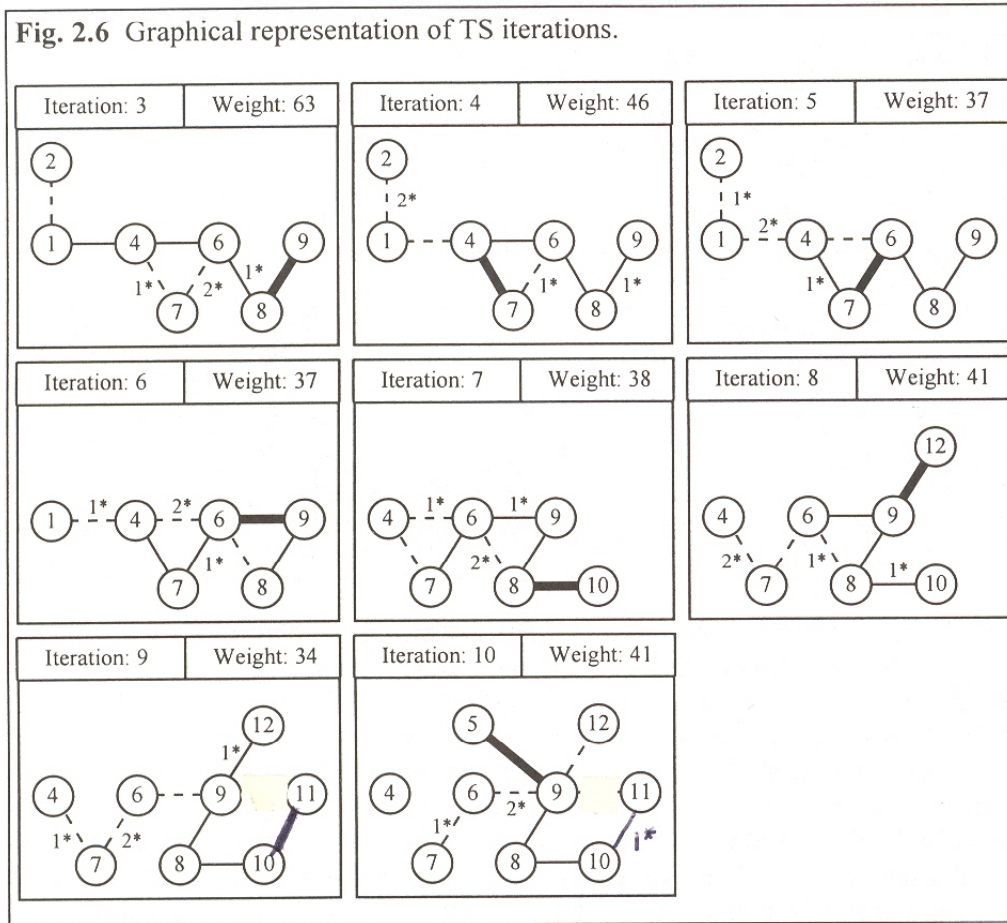 Fig. 2.6 Graphical representation of TS iterations.
Iteration: 3 Weight: 63
2
1 4 6 9
1* 2* 1*
7 8
Iteration: 4 Weight: 46
2
2*
1 4 6 9
1* 1*
7 8
Iteration: 5 Weight: 37
2
1*
2*
1 4 6 9
1*
7 8
Iteration: 6 Weight: 37
1* 2*
1 4 6 9
1*
7 8
Iteration: 7 Weight: 38
1* 1*
4 6 9
2*
7 8 10
Iteration: 8 Weight: 41
12
4 6 9
2* 1* 1*
7 8 10
Iteration: 9 Weight: 34
12
1*
4 6 9 11
1* 2*
7 8 10
Iteration: 10 Weight: 41
5 12
4 6 9 11
2*
1* 1*
7 8 10